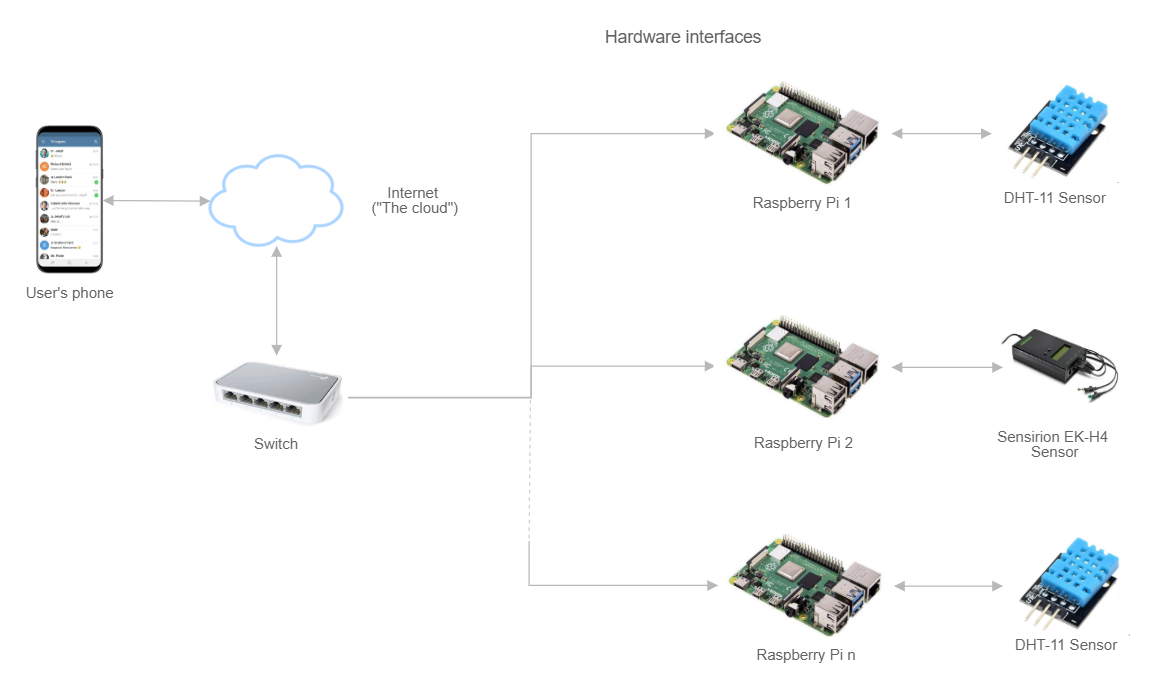 Hardware interfaces
Internet
("The cloud")
User's phone
Switch
Raspberry Pi 1
DHT-11 Sensor
Raspberry Pi 2
Sensirion EK-H4
Sensor
Raspberry Pi n
DHT-11 Sensor